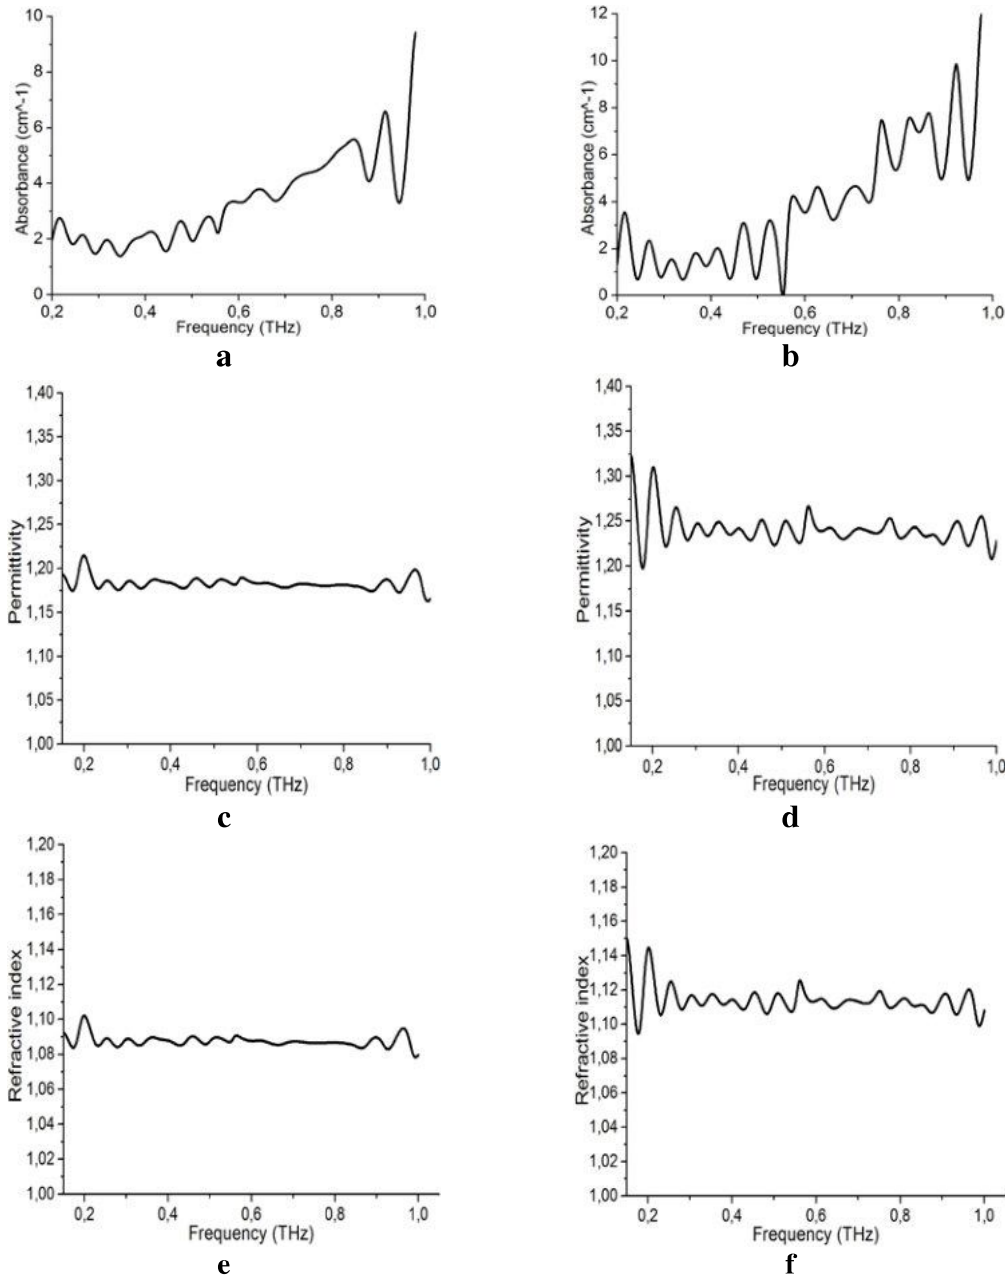 10
8
6
4
2
0
Absorbance (cm^-1)
0,2 0,4 0,6 0,8 1,0
Frequency (THz)
a
12
10
8
6
4
2
0
Absorbance (cm^-1)
0,2 0,4 0,6 0,8 1,0
Frequency (THz)
b
1,40
1,35
1,30
1,25
1,20
1,15
1,10
1,05
1,00
Permittivity
0,2 0,4 0,6 0,8 1,0
Frequency (THz)
c
1,40
1,35
1,30
1,25
1,20
1,15
1,10
1,05
1,00
Permittivity
0,2 0,4 0,6 0,8 1,0
Frequency (THz)
d
1,20
1,18
1,16
1,14
1,12
1,10
1,08
1,06
1,04
1,02
1,00
Refractive index
0,2 0,4 0,6 0,8 1,0
Frequency (THz)
e
1,20
1,18
1,16
1,14
1,12
1,10
1,08
1,06
1,04
1,02
1,00
Refractive index
0,2 0,4 0,6 0,8 1,0
Frequency (THz)
f